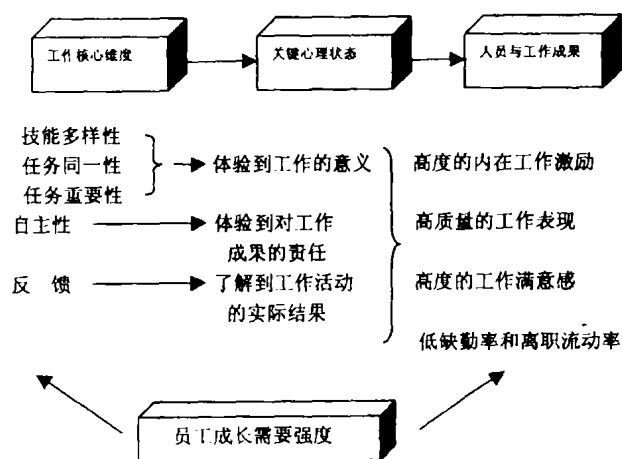 工作核心维度
关键心理状态
人员与工作成果
技能多样性
任务同一性
任务重要性
体验到工作的意义
高度的内在工作激励
自主性
体验到对工作
成果的责任
高质量的工作表现
反 馈
了解到工作活动
的实际结果
高度的工作满意感
低缺勤率和离职流动率
员工成长需要强度